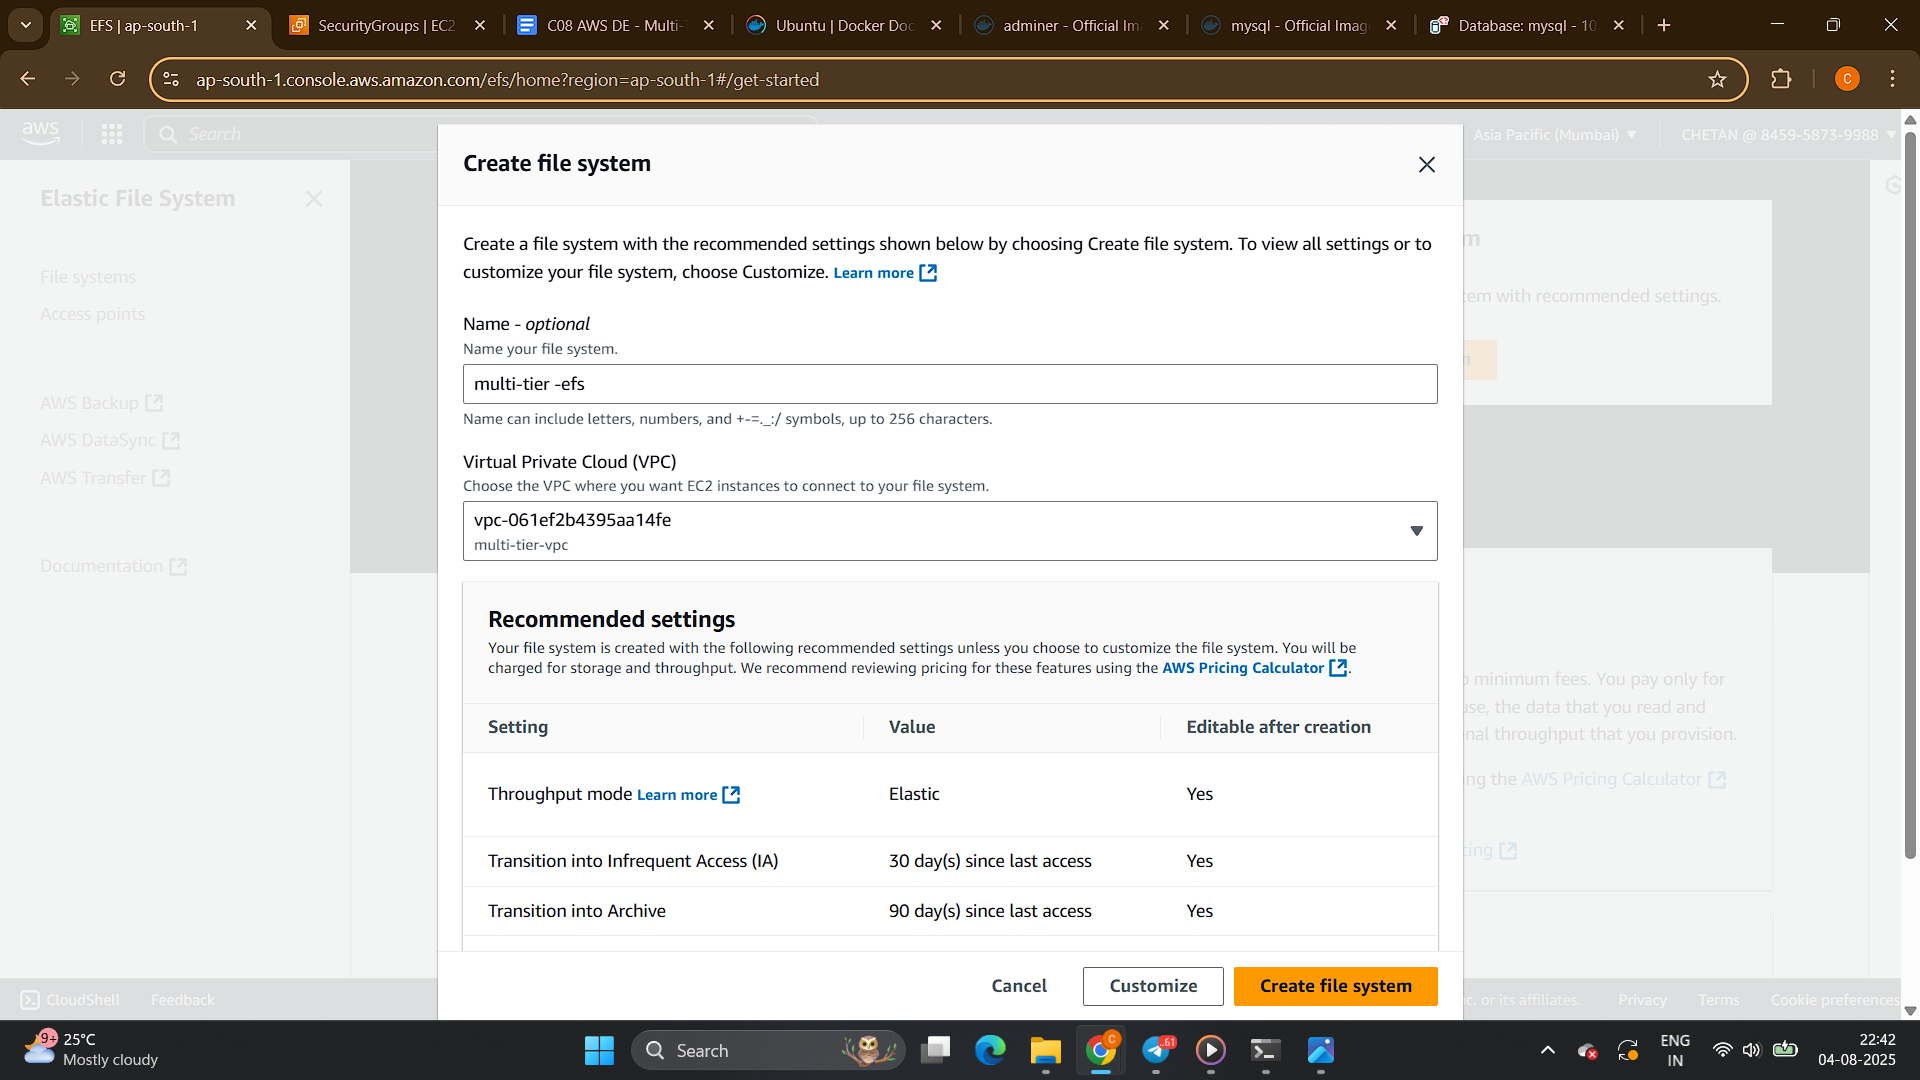 EFS | ap-south-1
SecurityGroups | EC2
C08 AWS DE - Multi-
Ubuntu | Docker Doc
adminer - Official Im
mysql - Official Imag
Database: mysql - 10
ap-south-1.console.aws.amazon.com/efs/home?region=ap-south-1#/get-started
C
aws
Search
Asia Pacific (Mumbai)
CHETAN @ 8459-5873-9988
Elastic File System
File systems
Access points
AWS Backup
AWS DataSync
AWS Transfer
Documentation
Create file system
Create a file system with the recommended settings shown below by choosing Create file system. To view all settings or to
customize your file system, choose Customize. Learn more
Name - optional
Name your file system.
multi-tier -efs
Name can include letters, numbers, and +-=._:/ symbols, up to 256 characters.
Virtual Private Cloud (VPC)
Choose the VPC where you want EC2 instances to connect to your file system.
vpc-061ef2b4395aa14fe
multi-tier-vpc
Recommended settings
Your file system is created with the following recommended settings unless you choose to customize the file system. You will be
charged for storage and throughput. We recommend reviewing pricing for these features using the AWS Pricing Calculator.
Setting Value Editable after creation
Throughput mode Learn more Elastic Yes
Transition into Infrequent Access (IA) 30 day(s) since last access Yes
Transition into Archive 90 day(s) since last access Yes
Cancel Customize Create file system
with recommended settings.
minimum fees. You pay only for
use, the data that you read and
nal throughput that you provision.
the AWS Pricing Calculator
CloudShell Feedback
or its affiliates. Privacy Terms Cookie preferences
9+ 25°C
Mostly cloudy
Search
C
61
ENG
IN
22:42
04-08-2025